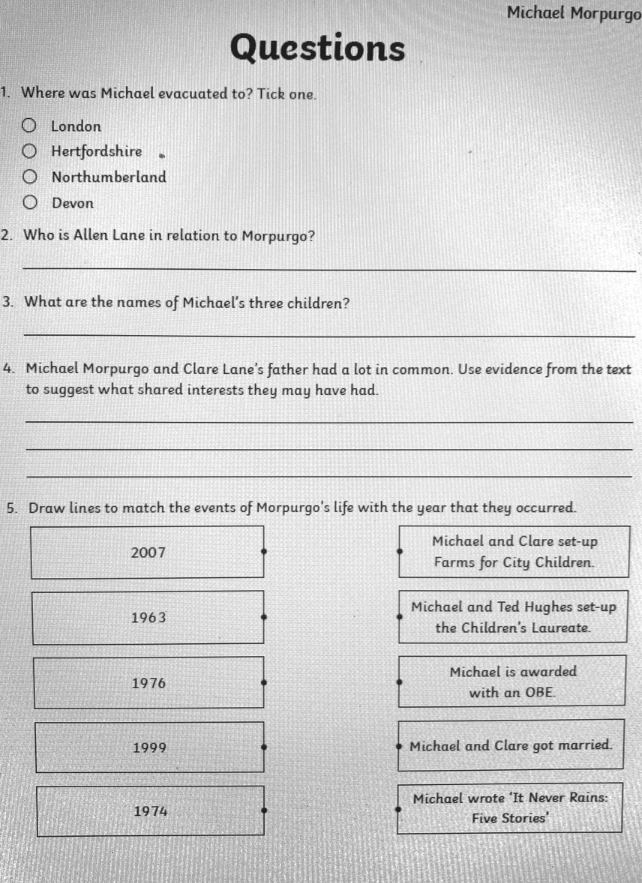 Michael Morpurgo
Questions
1. Where was Michael evacuated to? Tick one.
London
Hertfordshire
Northumberland
Devon
2. Who is Allen Lane in relation to Morpurgo?
3. What are the names of Michael's three children?
4. Michael Morpurgo and Clare Lane's father had a lot in common. Use evidence from the text
to suggest what shared interests they may have had.
5. Draw lines to match the events of Morpurgo's life with the year that they occurred.
2007
Michael and Clare set-up
Farms for City Children.
1963
Michael and Ted Hughes set-up
the Children's Laureate.
1976
Michael is awarded
with an OBE.
1999
Michael and Clare got married.
1974
Michael wrote 'It Never Rains:
Five Stories'